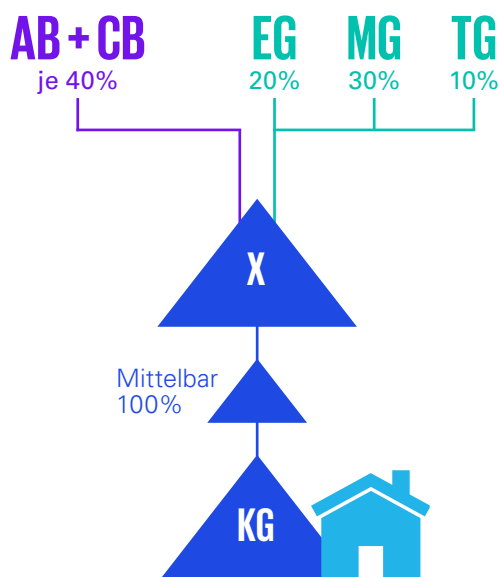 AB + CB
je 40%
EG
20%
MG
30%
TG
10%
X
Mittelbar
100%
KG